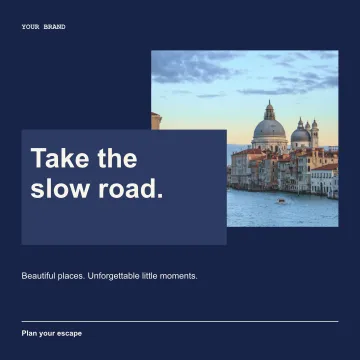 YOUR BRAND
Take the
slow road.
Beautiful places. Unforgettable little moments.
Plan your escape